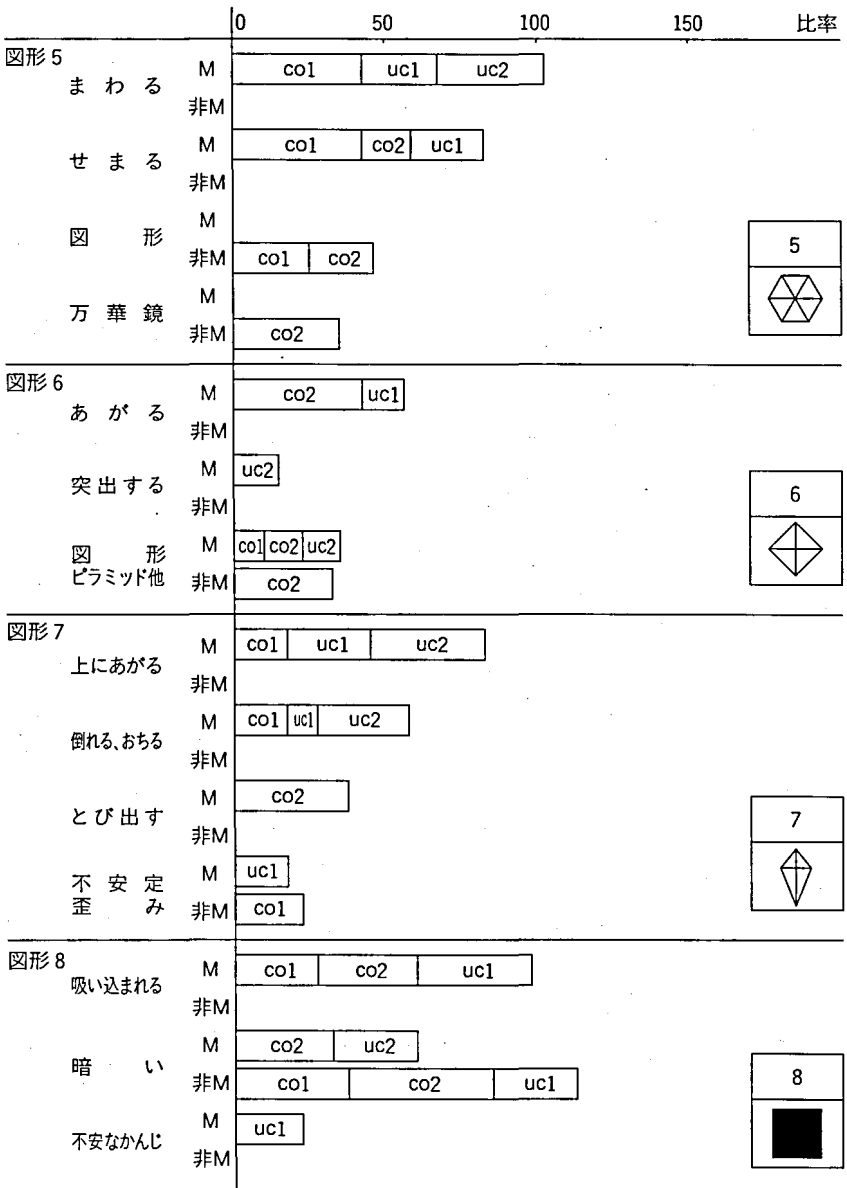 0 50 100 150 比率
図形5
まわる M co1 uc1 uc2
非M
せまる M co1 co2 uc1
非M
図形 M
非M co1 co2
万華鏡 M
非M co2
5
図形6
あがる M co2 uc1
非M
突出する M uc2
非M
図形 M co1 co2 uc2
ピラミッド他 非M co2
6
図形7
上にあがる M co1 uc1 uc2
非M
倒れる、おちる M co1 uc1 uc2
非M
とび出す M co2
非M
不安定 M uc1
歪み 非M co1
7
図形8
吸い込まれる M co1 co2 uc1
非M
暗い M co2 uc2
非M co1 co2 uc1
不安なかんじ M uc1
非M
8